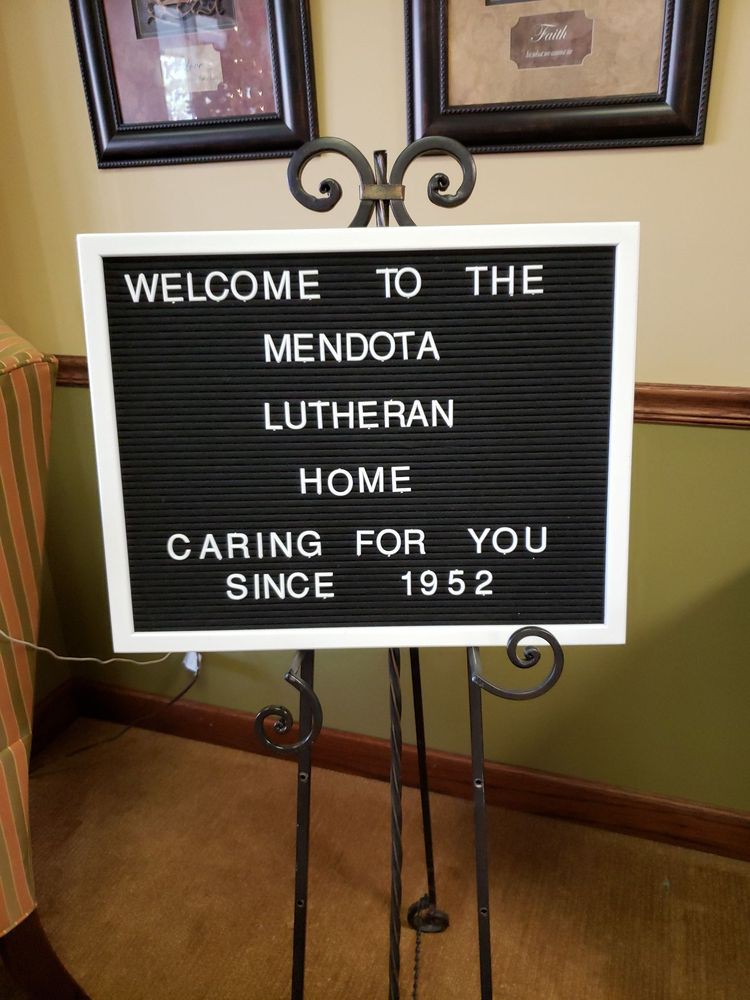 Faith
WELCOME TO THE
MENDOTA
LUTHERAN
HOME
CARING FOR YOU
SINCE 1952